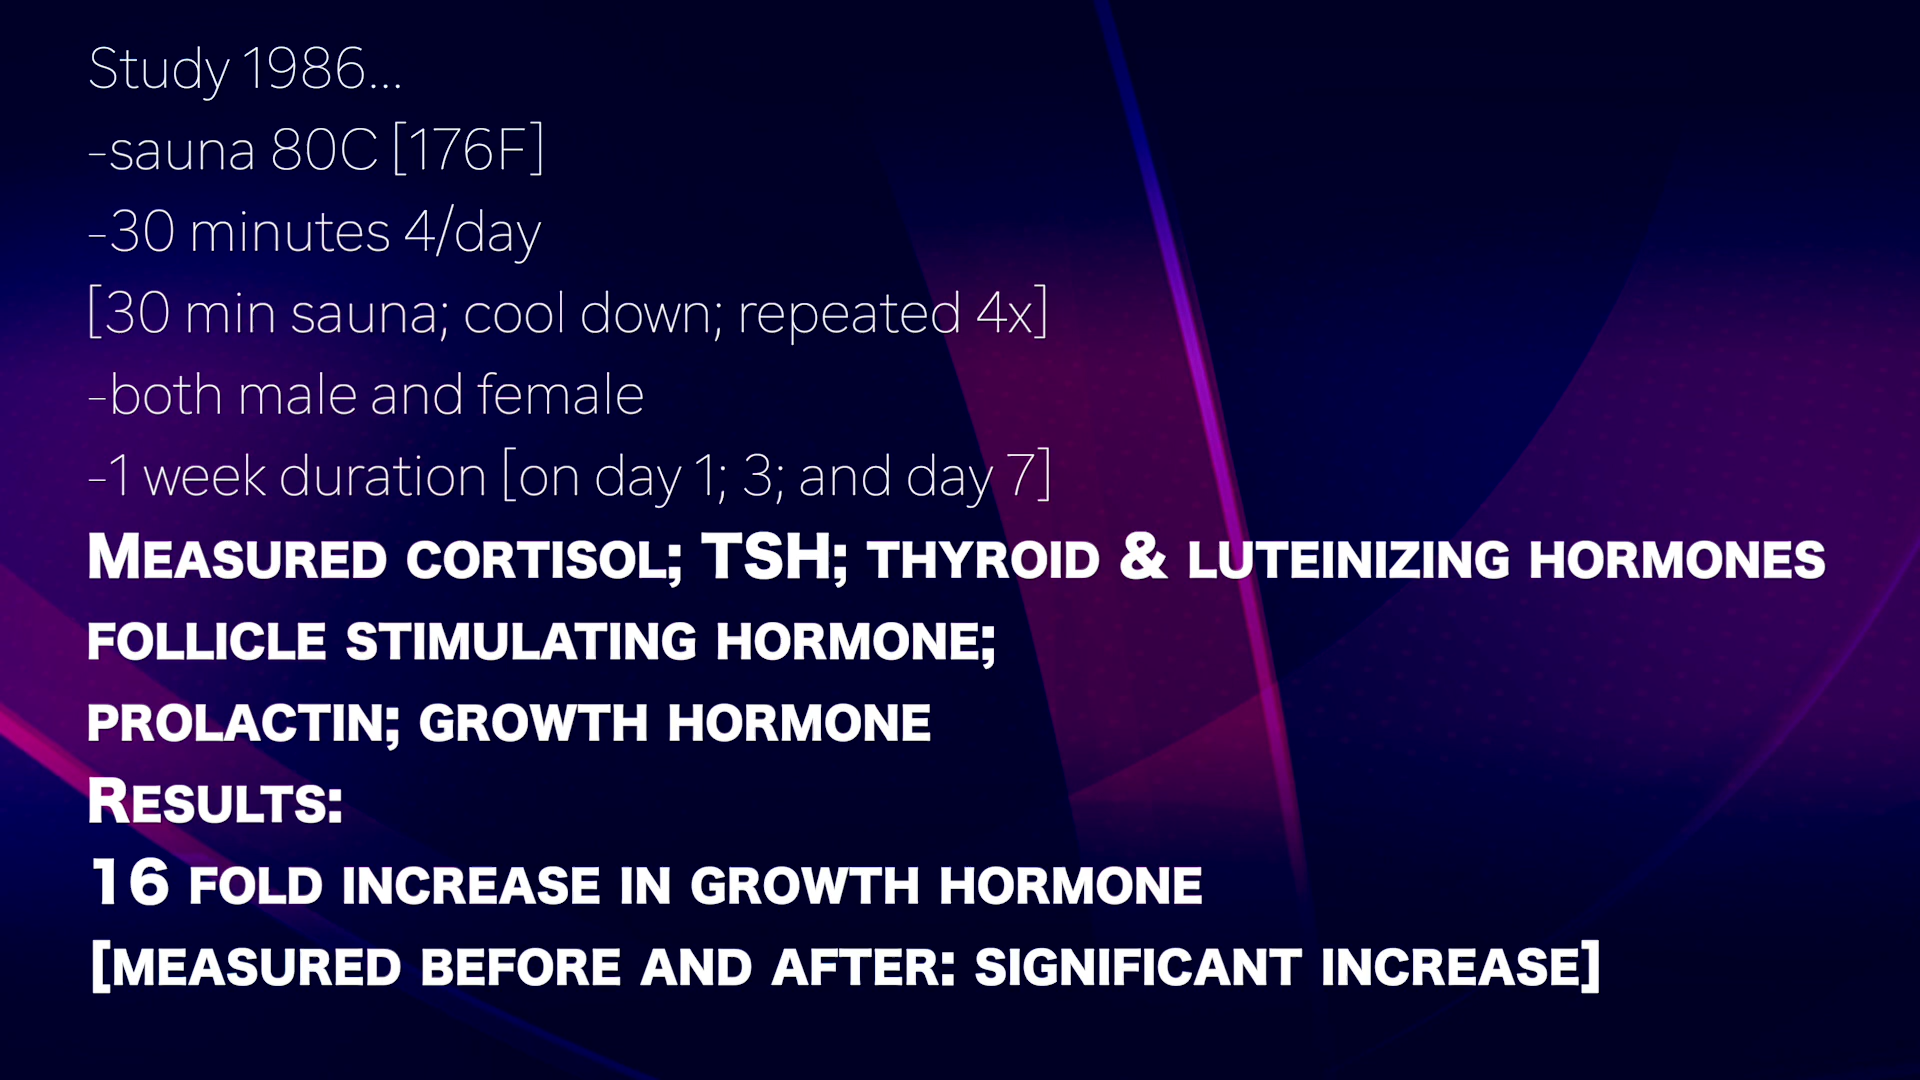 Study 1986...
-sauna 80C [176F]
-30 minutes 4/day
[30 min sauna; cool down; repeated 4x]
-both male and female
-1 week duration [on day 1; 3; and day 7]
MEASURED CORTISOL; TSH; THYROID & LUTEINIZING HORMONES
FOLLICLE STIMULATING HORMONE;
PROLACTIN; GROWTH HORMONE
RESULTS:
16 FOLD INCREASE IN GROWTH HORMONE
[MEASURED BEFORE AND AFTER: SIGNIFICANT INCREASE]